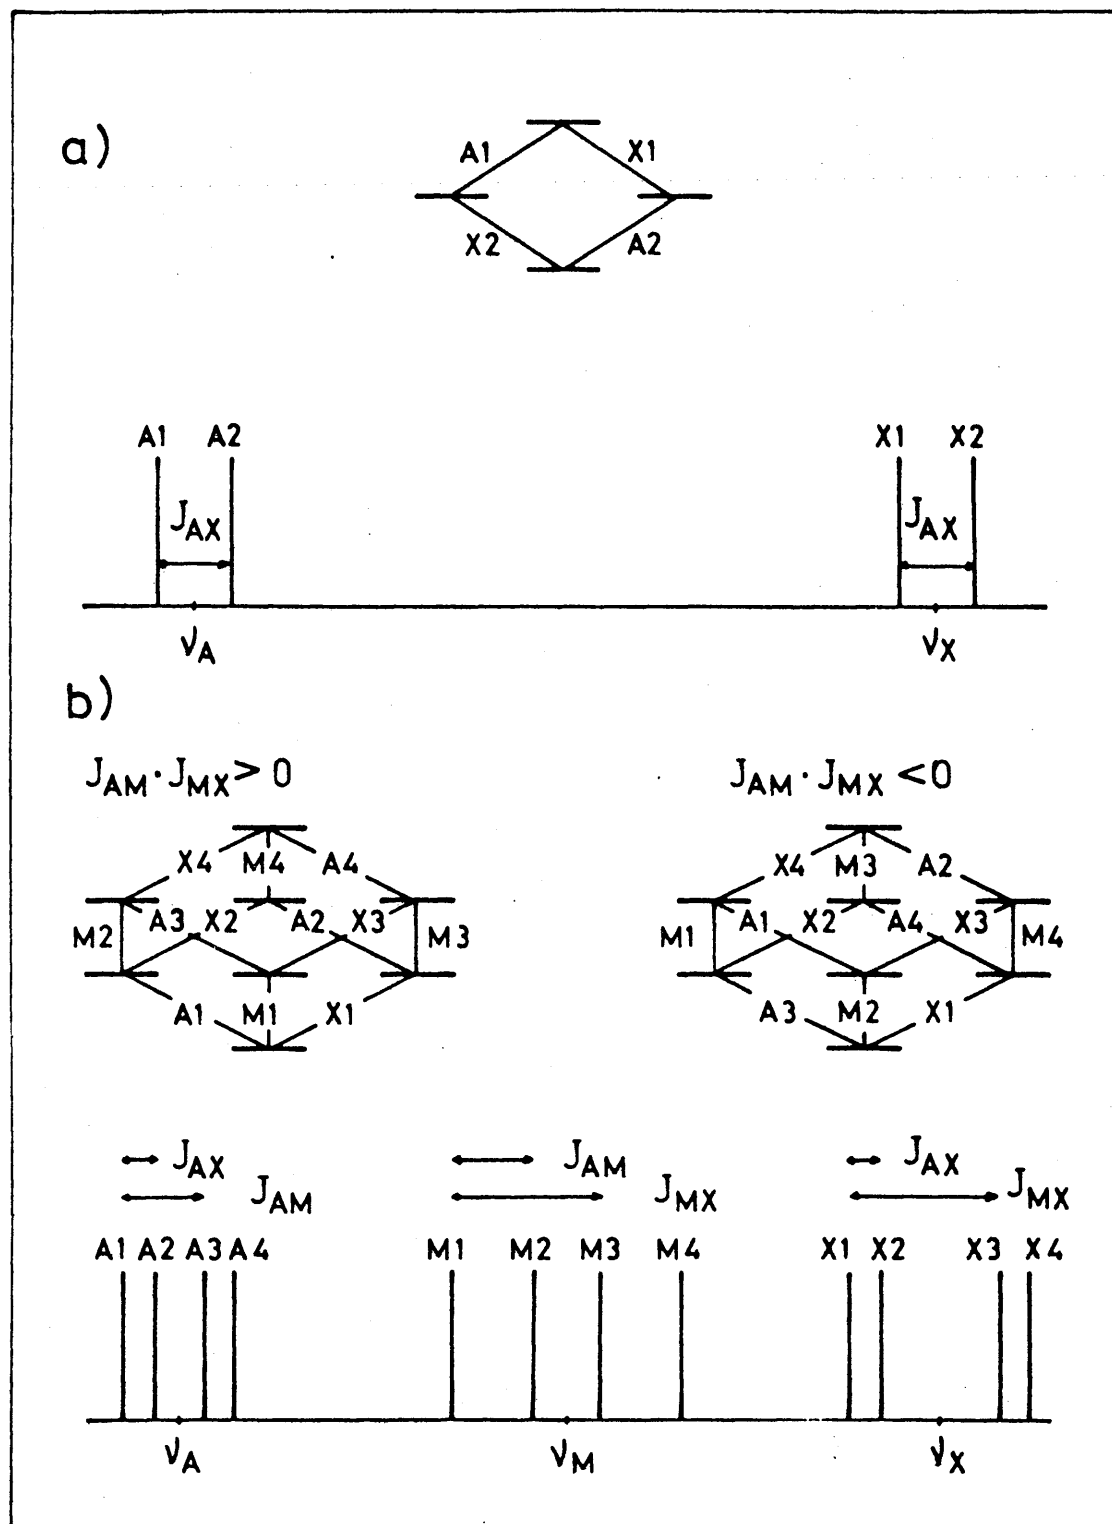 a)
A1 X1
X2 A2
A1 A2 X1 X2
J_AX J_AX
ν_A ν_X
b)
J_AM · J_MX > 0 J_AM · J_MX < 0
X4 M4 A4 X4 M3 A2
M2 A3 X2 A2 X3 M3 M1 A1 X2 A4 X3 M4
A1 M1 X1 A3 M2 X1
J_AX J_AM J_AX
J_AM J_MX J_MX
A1 A2 A3 A4 M1 M2 M3 M4 X1 X2 X3 X4
ν_A ν_M ν_X